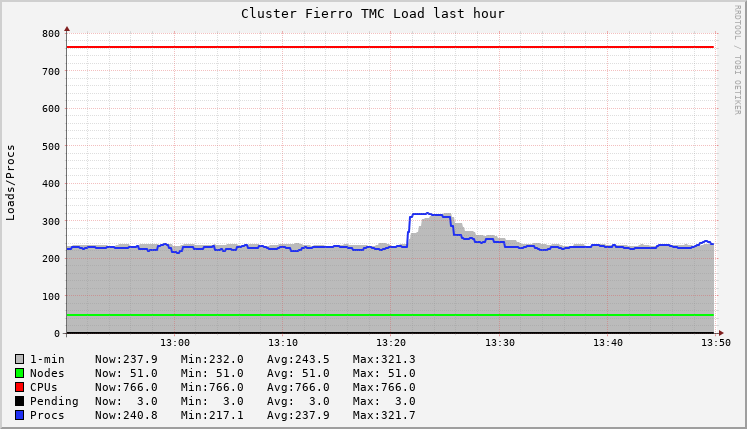 Cluster Fierro TMC Load last hour
RRDTOOL / TOBI OETIKER
Loads/Procs
800
700
600
500
400
300
200
100
0
13:00 13:10 13:20 13:30 13:40 13:50
1-min Now:237.9 Min:232.0 Avg:243.5 Max:321.3
Nodes Now: 51.0 Min: 51.0 Avg: 51.0 Max: 51.0
CPUs Now:766.0 Min:766.0 Avg:766.0 Max:766.0
Pending Now: 3.0 Min: 3.0 Avg: 3.0 Max: 3.0
Procs Now:240.8 Min:217.1 Avg:237.9 Max:321.7